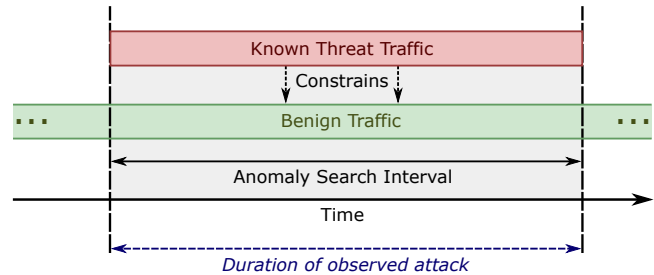 Known Threat Traffic
Constrains
... Benign Traffic ...
Anomaly Search Interval
Time
Duration of observed attack